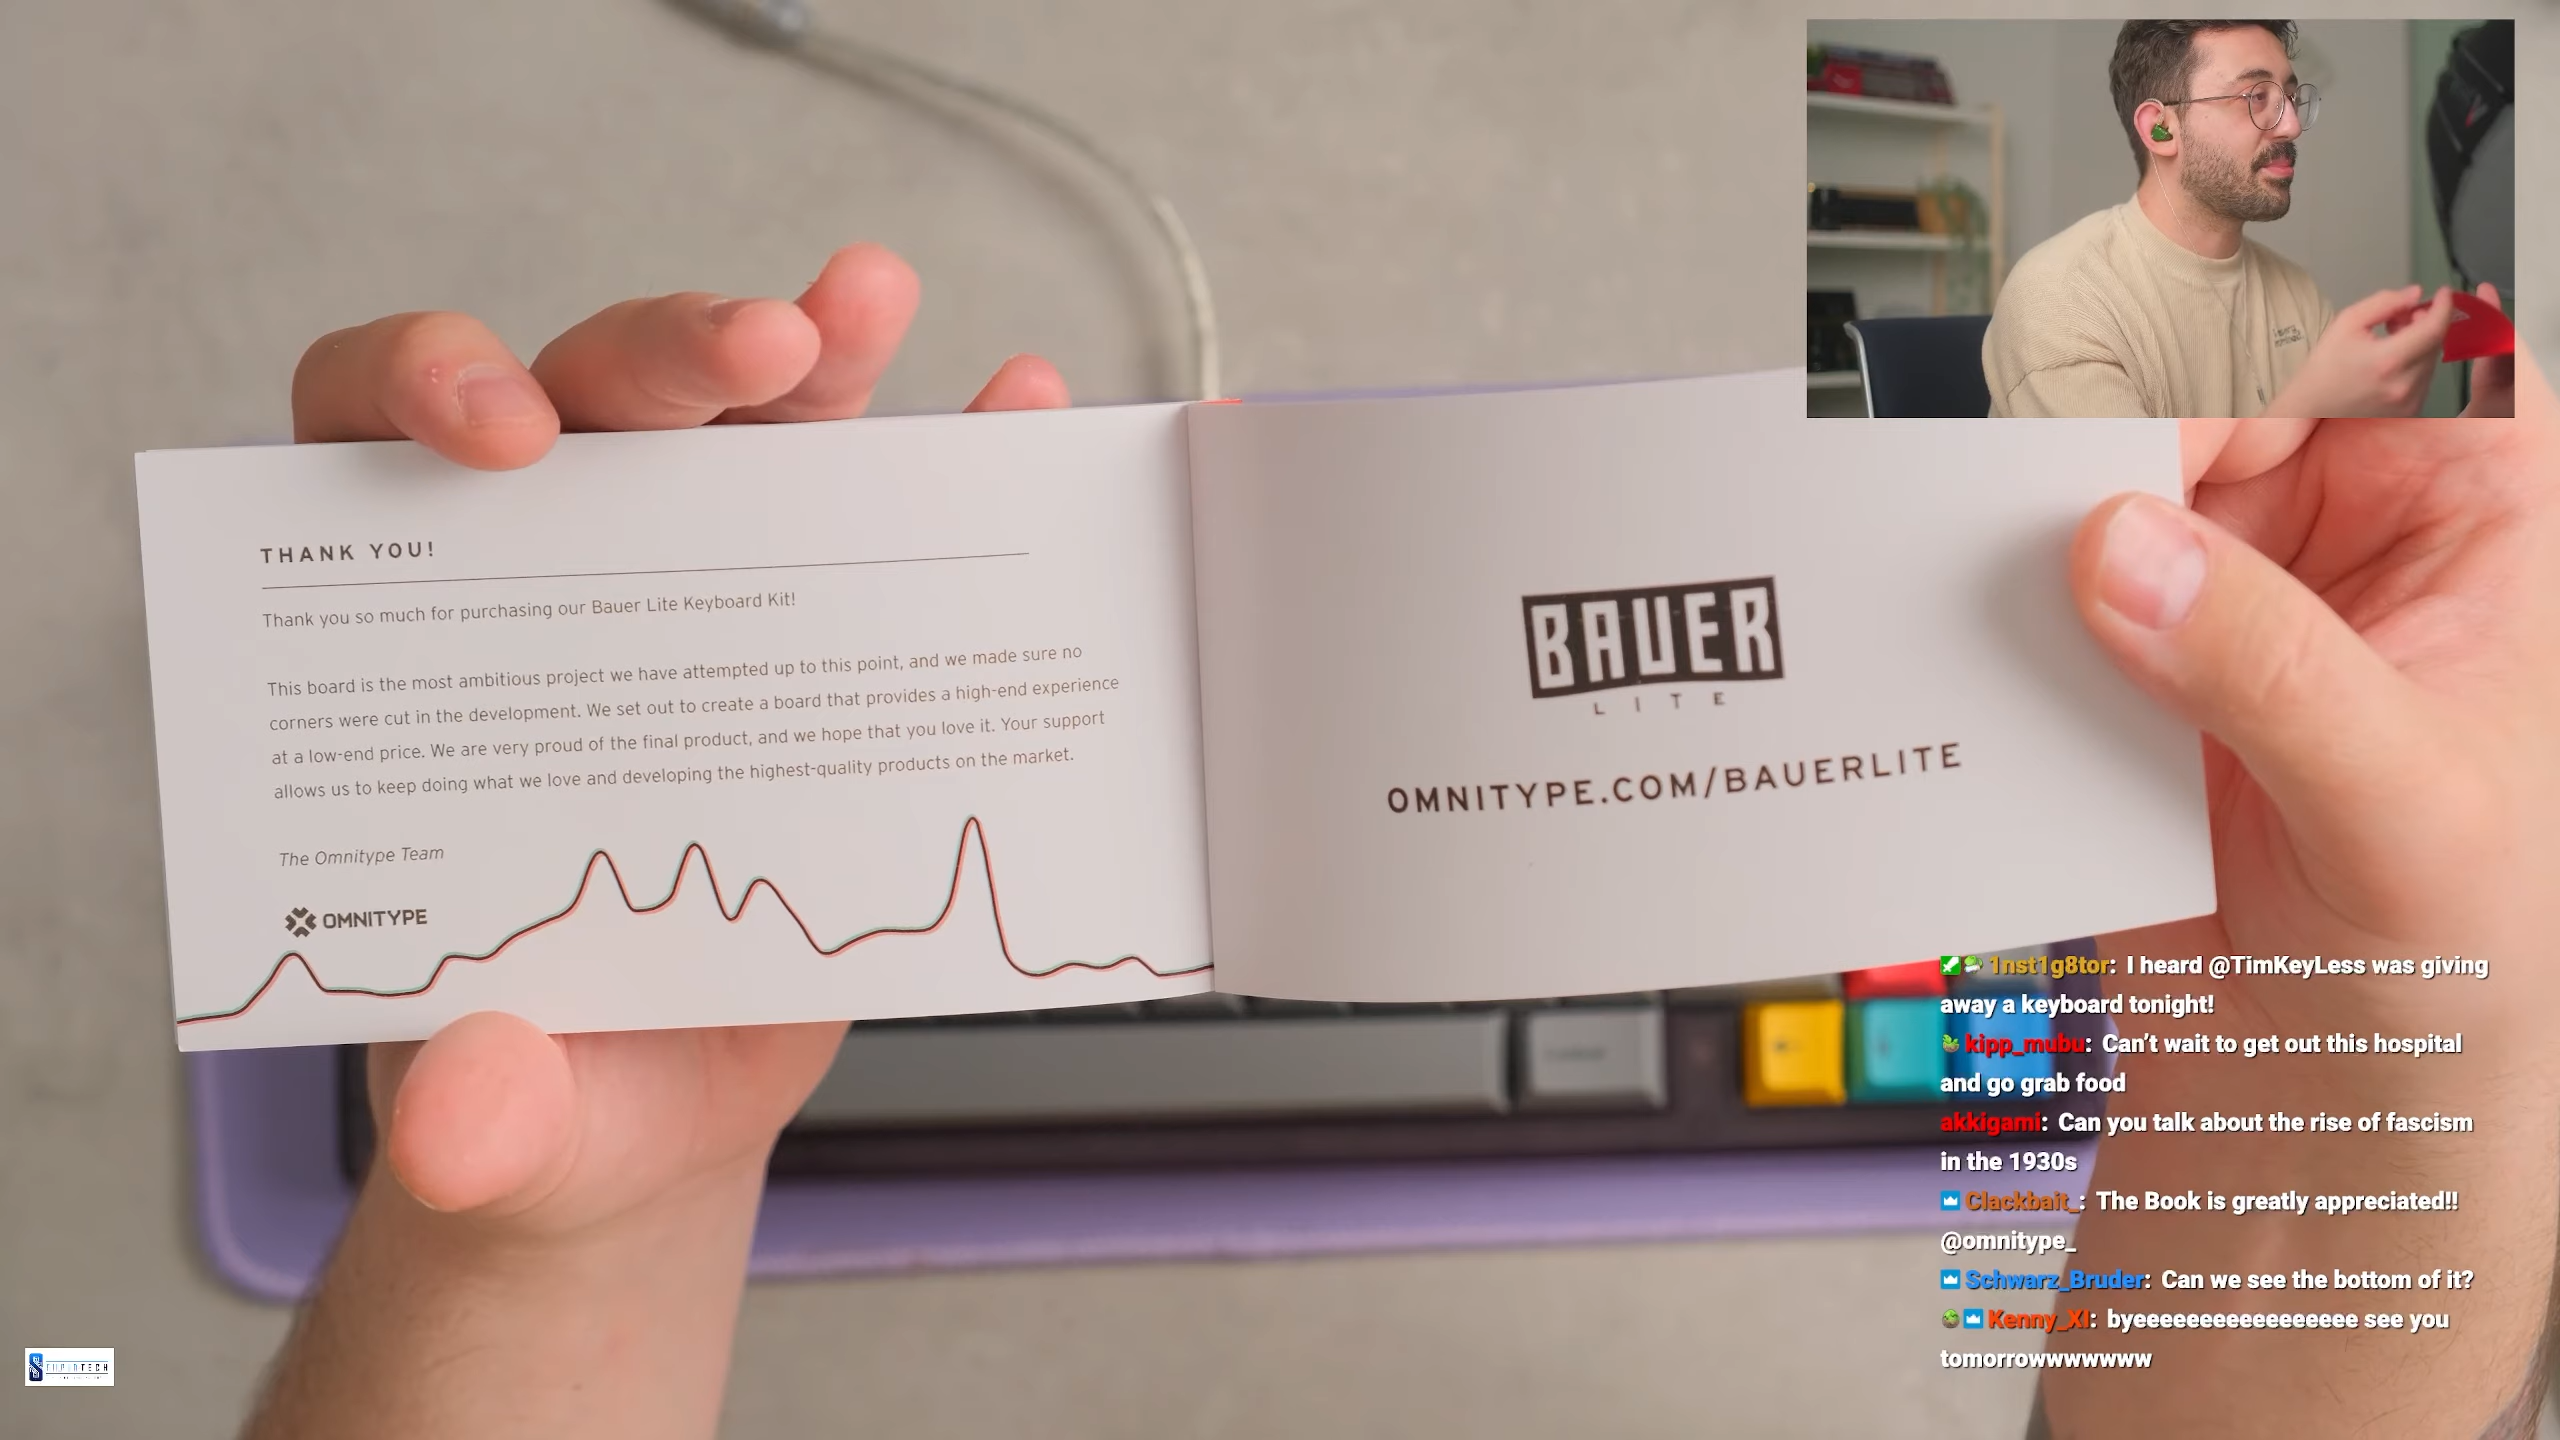 THANK YOU!
Thank you so much for purchasing our Bauer Lite Keyboard Kit!
This board is the most ambitious project we have attempted up to this point, and we made sure no
corners were cut in the development. We set out to create a board that provides a high-end experience
at a low-end price. We are very proud of the final product, and we hope that you love it. Your support
allows us to keep doing what we love and developing the highest-quality products on the market.
The Omnitype Team
OMNITYPE
BAUER
LITE
OMNITYPE.COM/BAUERLITE
1nst1g8tor: I heard @TimKeyLess was giving
away a keyboard tonight!
kipp_mubu: Can't wait to get out this hospital
and go grab food
akkigami: Can you talk about the rise of fascism
in the 1930s
Clackbait_: The Book is greatly appreciated!!
@omnitype_
Schwarz_Bruder: Can we see the bottom of it?
Kenny_XI: byeeeeeeeeeeeeeeeee see you
tomorrowwwwwww
TECH